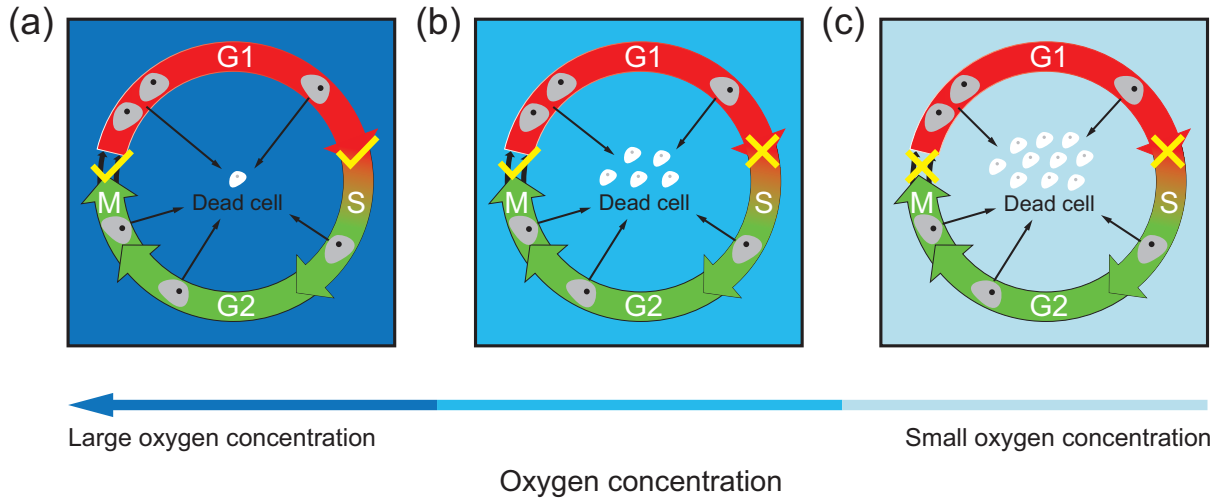 (a)
G1
S
G2
M
Dead cell
(b)
G1
S
G2
M
Dead cell
(c)
G1
S
G2
M
Dead cell
Large oxygen concentration
Small oxygen concentration
Oxygen concentration